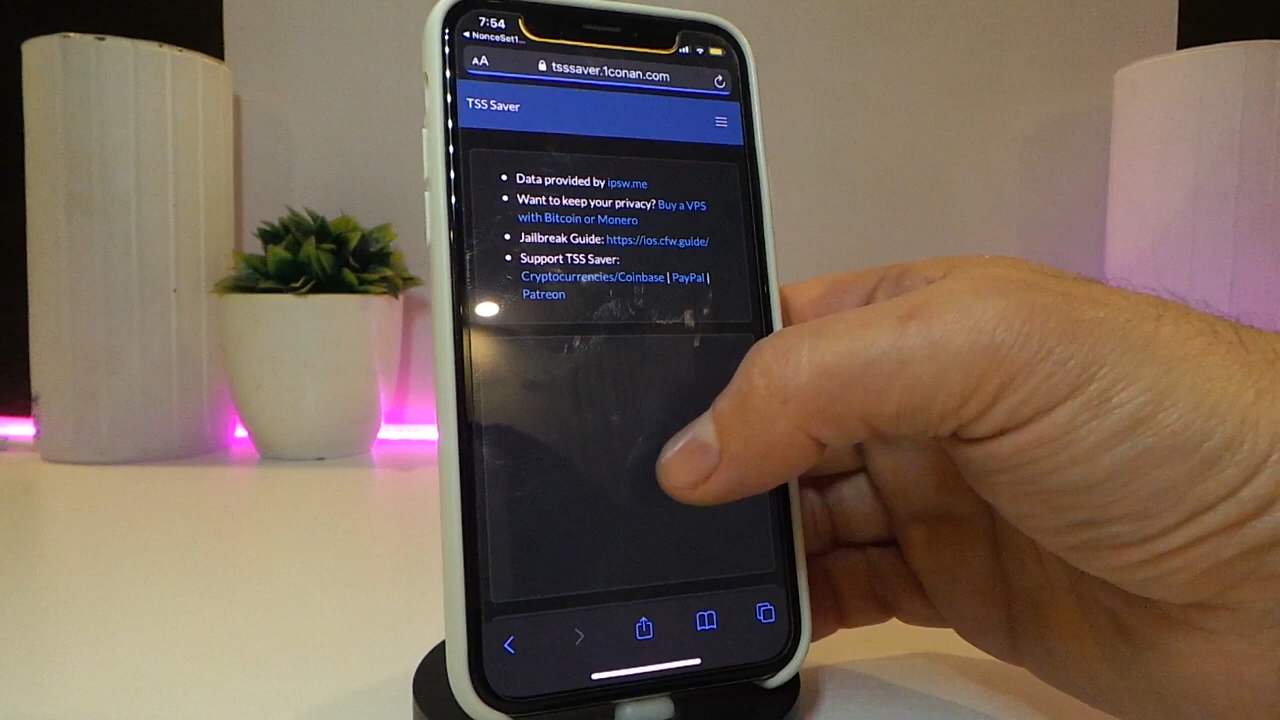 7:54
◀ NonceSet1...
AA tsssaver.1conan.com
TSS Saver
• Data provided by ipsw.me
• Want to keep your privacy? Buy a VPS
with Bitcoin or Monero
• Jailbreak Guide: https://ios.cfw.guide/
• Support TSS Saver:
Cryptocurrencies/Coinbase | PayPal |
Patreon